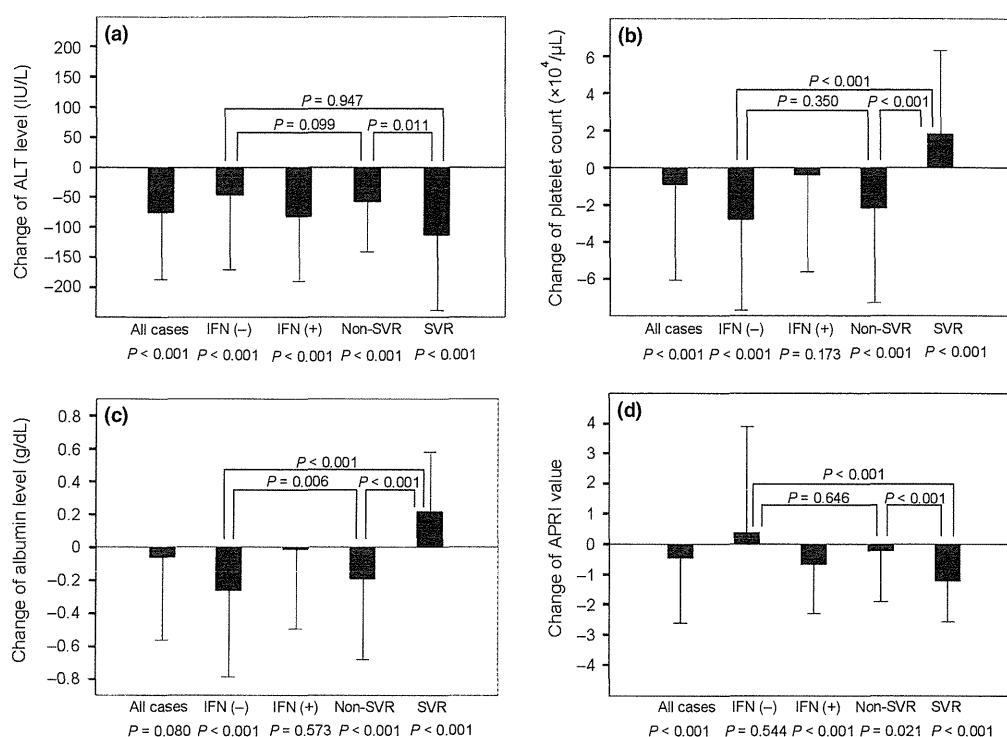 (a)
Change of ALT level (IU/L)
200
150
100
50
0
−50
−100
−150
−200
P = 0.947
P = 0.099
P = 0.011
All cases IFN (−) IFN (+) Non-SVR SVR
P < 0.001 P < 0.001 P < 0.001 P < 0.001 P < 0.001
(b)
Change of platelet count (×10⁴/μL)
8
6
4
2
0
−2
−4
−6
P < 0.001
P = 0.350
P < 0.001
All cases IFN (−) IFN (+) Non-SVR SVR
P < 0.001 P < 0.001 P = 0.173 P < 0.001 P < 0.001
(c)
Change of albumin level (g/dL)
0.8
0.6
0.4
0.2
0
−0.2
−0.4
−0.6
−0.8
P < 0.001
P = 0.006
P < 0.001
All cases IFN (−) IFN (+) Non-SVR SVR
P = 0.080 P < 0.001 P = 0.573 P < 0.001 P < 0.001
(d)
Change of APRI value
4
3
2
1
0
−1
−2
−3
−4
P < 0.001
P = 0.646
P < 0.001
All cases IFN (−) IFN (+) Non-SVR SVR
P < 0.001 P = 0.544 P < 0.001 P = 0.021 P < 0.001